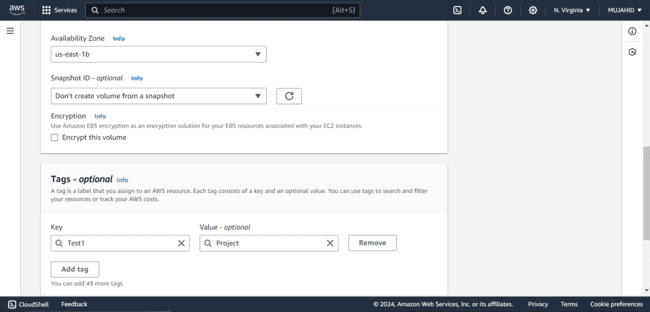 aws Services Search [Alt+S] N. Virginia MUJAHID
Availability Zone Info
us-east-1b
Snapshot ID - optional Info
Don't create volume from a snapshot
Encryption Info
Use Amazon EBS encryption as an encryption solution for your EBS resources associated with your EC2 instances.
Encrypt this volume
Tags - optional Info
A tag is a label that you assign to an AWS resource. Each tag consists of a key and an optional value. You can use tags to search and filter
your resources or track your AWS costs.
Key Value - optional
Test1 Project Remove
Add tag
You can add 49 more tags.
CloudShell Feedback © 2024, Amazon Web Services, Inc. or its affiliates. Privacy Terms Cookie preferences